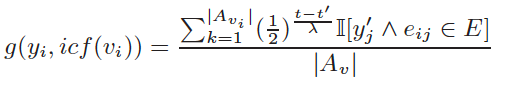 g(y_i, icf(v_i)) = \frac{\sum_{k=1}^{|A_{v_i}|} (\frac{1}{2})^{\frac{t-t'}{\lambda}} \mathbb{I}[y'_j \wedge e_{ij} \in E]}{|A_v|}